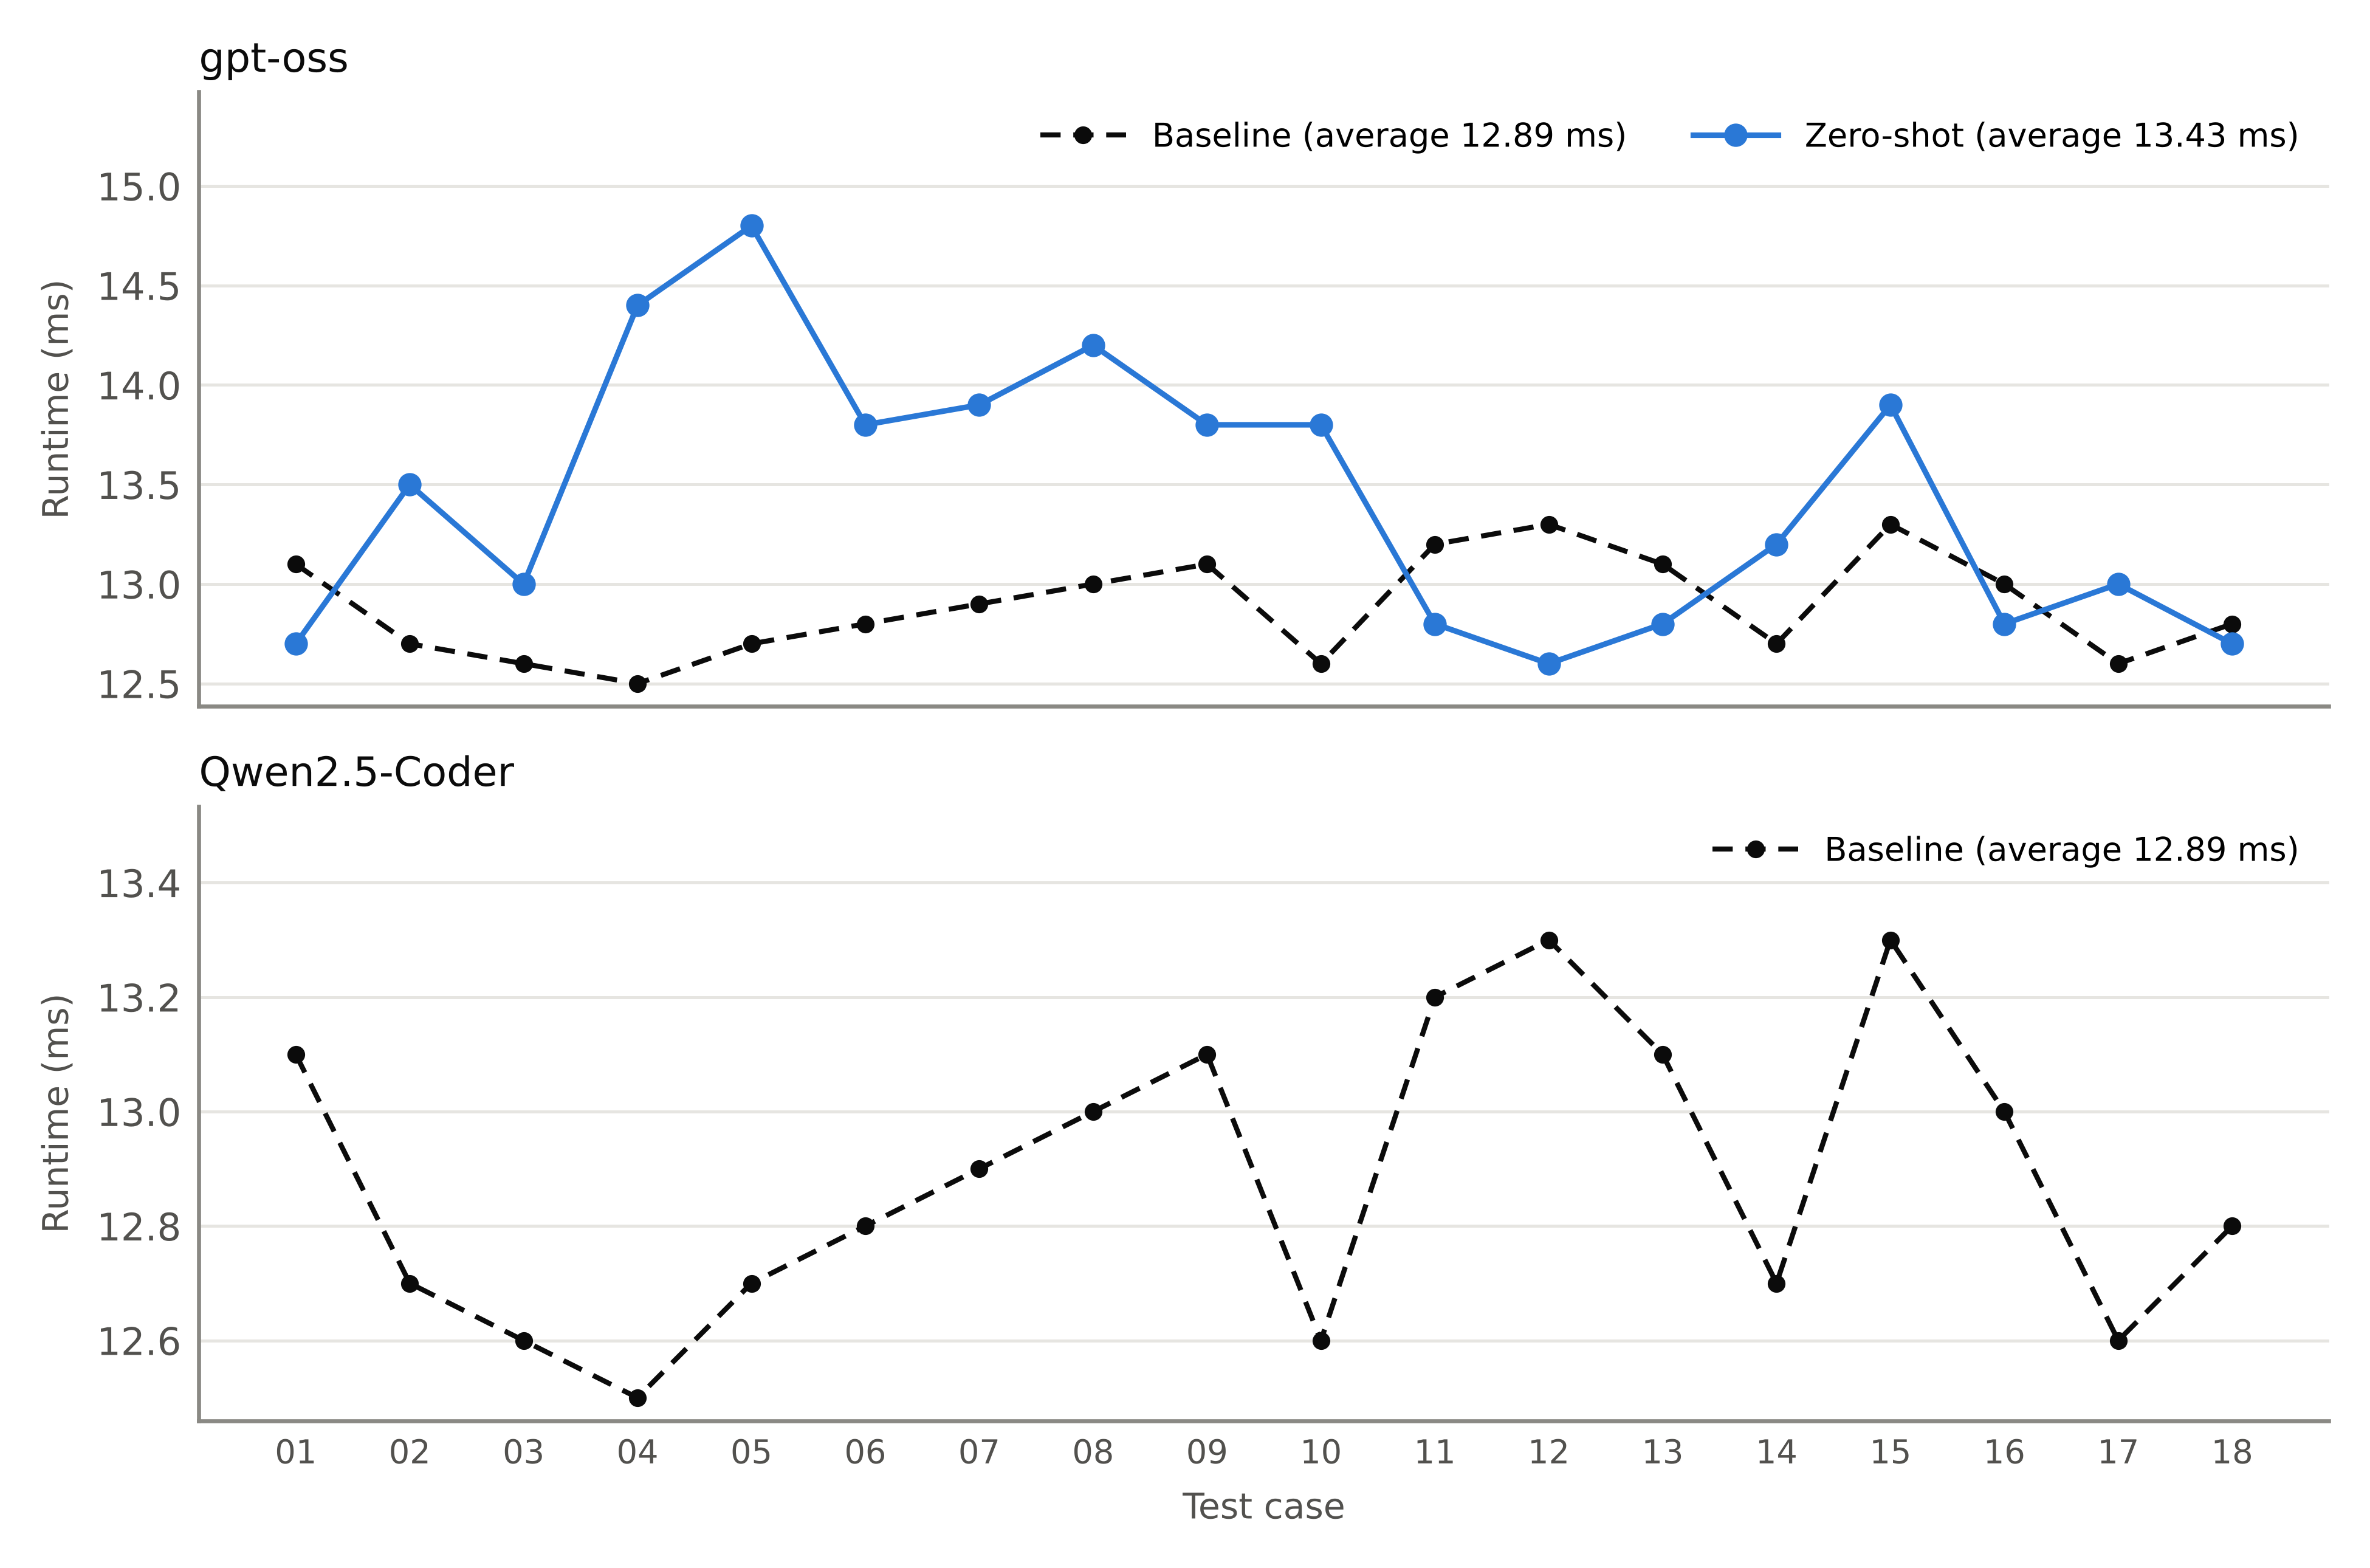 gpt-oss
Baseline (average 12.89 ms) Zero-shot (average 13.43 ms)
Runtime (ms)
15.0
14.5
14.0
13.5
13.0
12.5
Qwen2.5-Coder
Baseline (average 12.89 ms)
Runtime (ms)
13.4
13.2
13.0
12.8
12.6
01 02 03 04 05 06 07 08 09 10 11 12 13 14 15 16 17 18
Test case